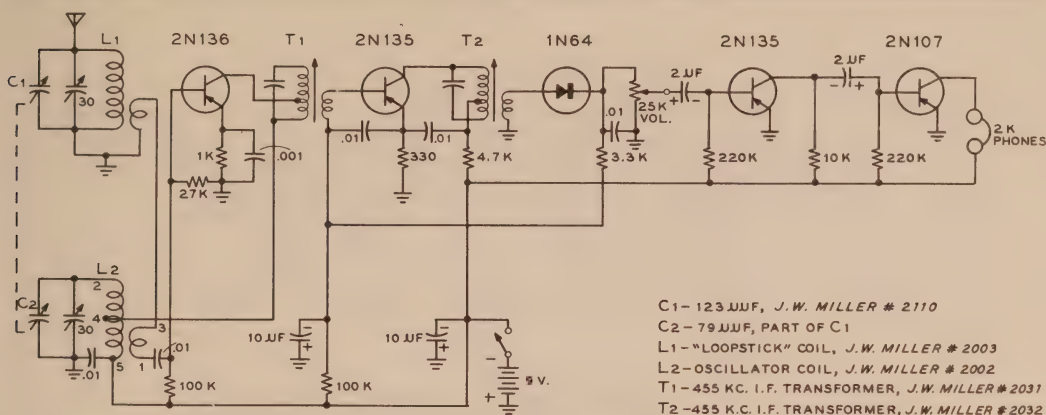 L1
2N136
T1
2N135
T2
1N64
2N135
2N107
C1
30
2 µF
+ -
25K
VOL.
2 µF
- +
.01
.01
.01
1K
.001
330
4.7K
3.3K
220K
10K
220K
2K
PHONES
27K
L2
2
C2
30
4
3
.01
5
1
.01
10 µF
-
+
10 µF
-
+
100K
100K
-
+
9 V.
C1-123 µµF, J.W. MILLER # 2110
C2-79 µµF, PART OF C1
L1-"LOOPSTICK" COIL, J.W. MILLER # 2003
L2-OSCILLATOR COIL, J.W. MILLER # 2002
T1-455 KC. I.F. TRANSFORMER, J.W. MILLER # 2031
T2-455 K.C. I.F. TRANSFORMER, J.W. MILLER # 2032